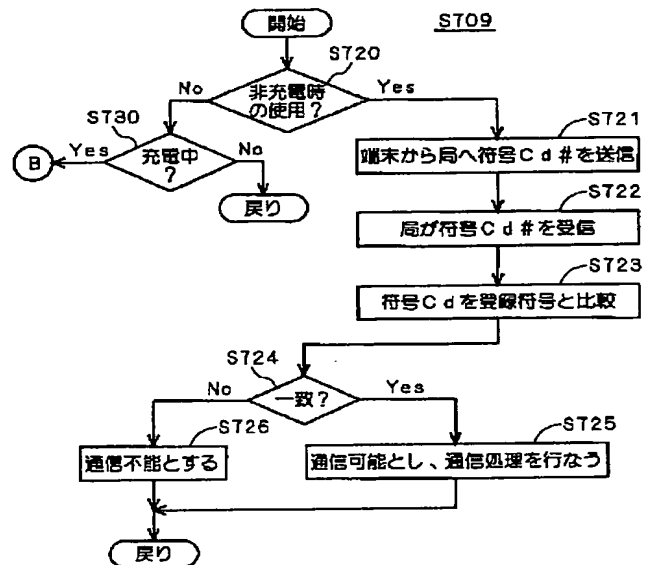 開始
S709
S720
非充電時
の使用?
No
Yes
S730
充電中
?
Yes
No
B
戻り
S721
端末から局へ符号Cd#を送信
S722
局が符号Cd#を受信
S723
符号Cdを登録符号と比較
S724
一致?
No
Yes
S726
通信不能とする
S725
通信可能とし、通信処理を行なう
戻り